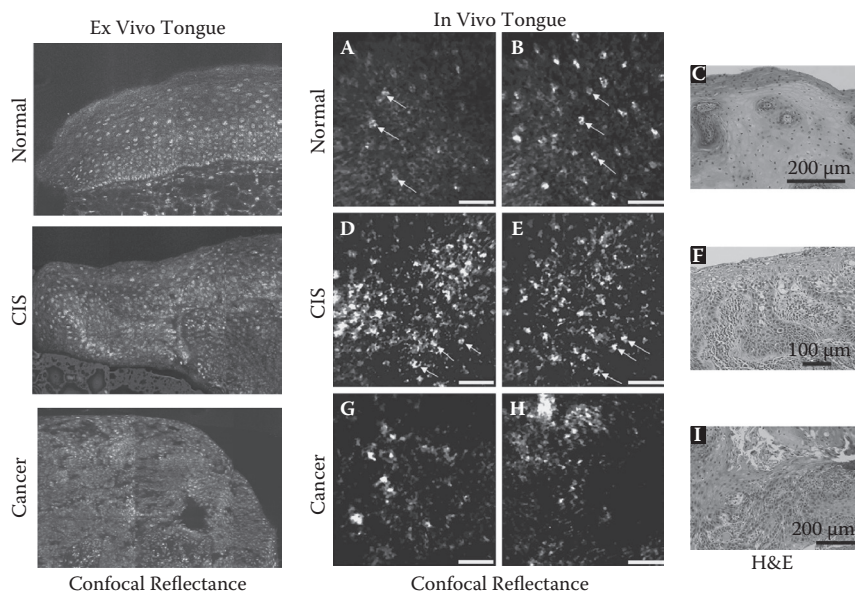 Ex Vivo Tongue
In Vivo Tongue
Normal
Normal
A
B
C
200 µm
CIS
CIS
D
E
F
100 µm
Cancer
Cancer
G
H
I
200 µm
Confocal Reflectance
Confocal Reflectance
H&E